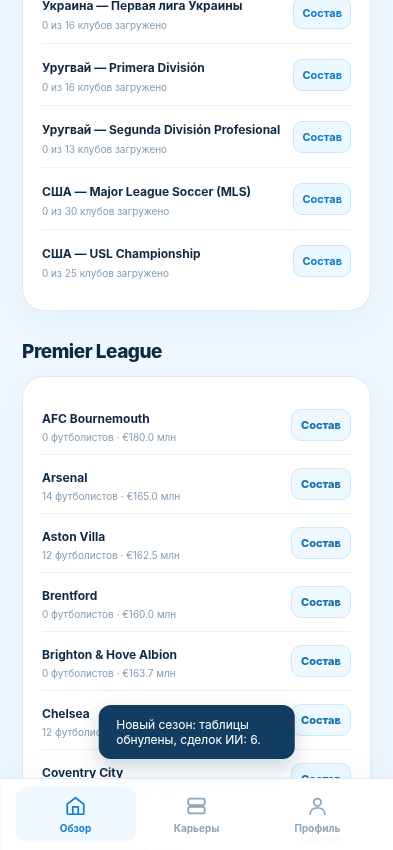 Украина — Первая лига Украины
0 из 16 клубов загружено
Состав
Уругвай — Primera División
0 из 16 клубов загружено
Состав
Уругвай — Segunda División Profesional
0 из 13 клубов загружено
Состав
США — Major League Soccer (MLS)
0 из 30 клубов загружено
Состав
США — USL Championship
0 из 25 клубов загружено
Состав
Premier League
AFC Bournemouth
0 футболистов · €180.0 млн
Состав
Arsenal
14 футболистов · €165.0 млн
Состав
Aston Villa
12 футболистов · €162.5 млн
Состав
Brentford
0 футболистов · €160.0 млн
Состав
Brighton & Hove Albion
0 футболистов · €163.7 млн
Состав
Chelsea
12 футболис
Состав
Новый сезон: таблицы
обнулены, сделок ИИ: 6.
Coventry City
Обзор
Карьеры
Профиль